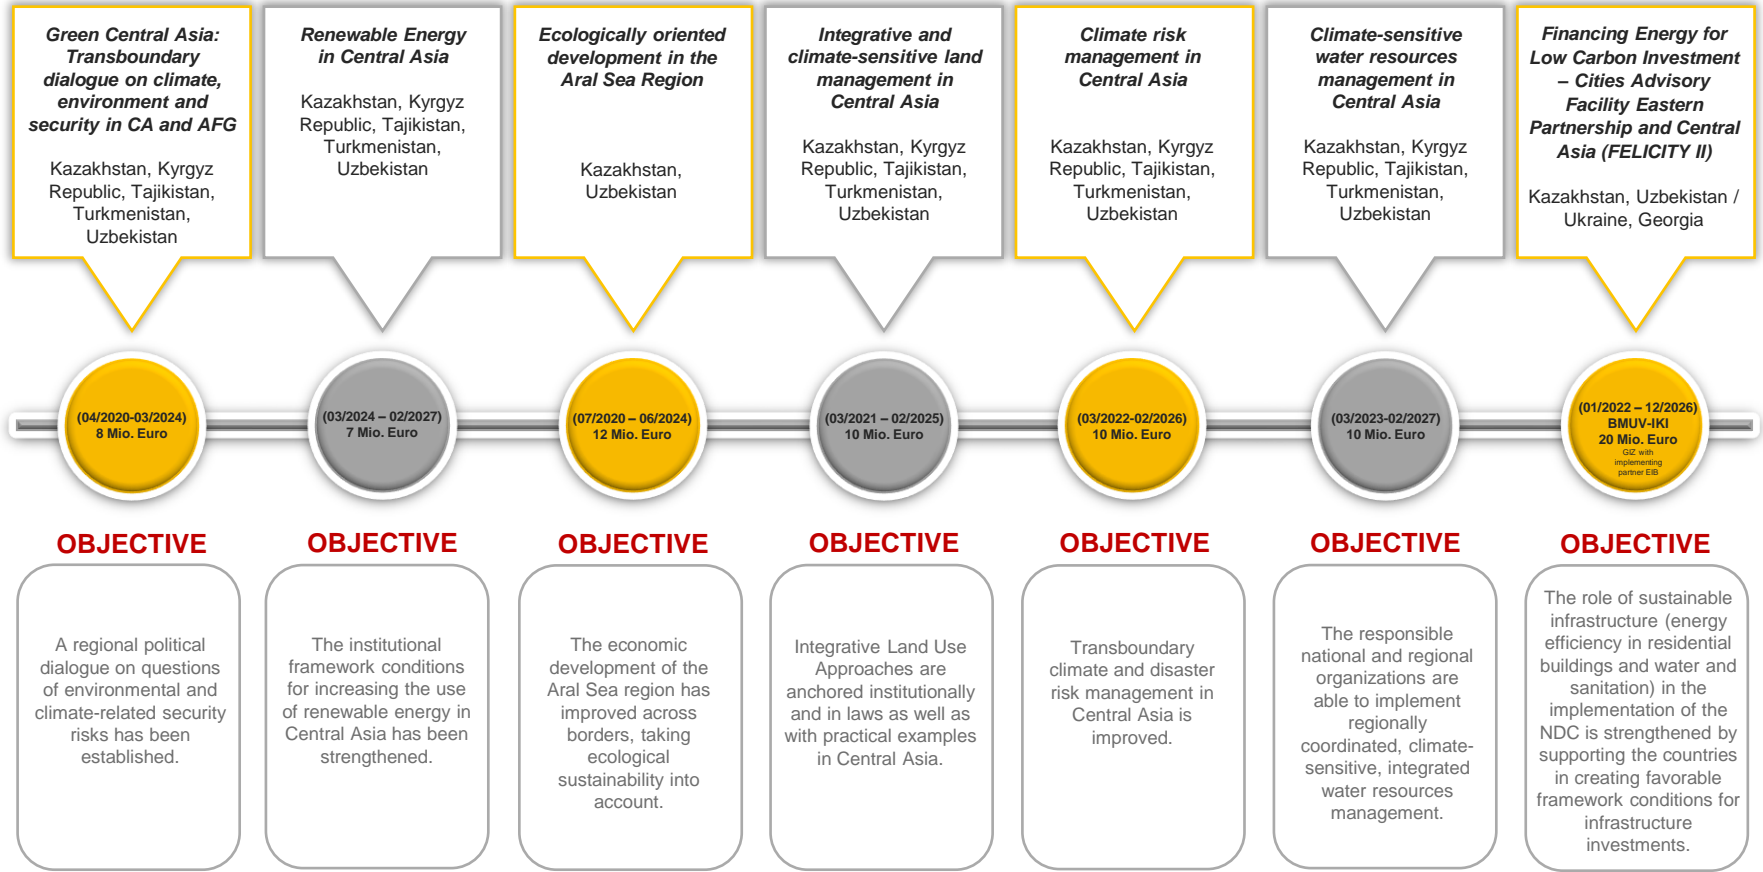 Green Central Asia:
Transboundary
dialogue on climate,
environment and
security in CA and AFG
Kazakhstan, Kyrgyz
Republic, Tajikistan,
Turkmenistan,
Uzbekistan
Renewable Energy
in Central Asia
Kazakhstan, Kyrgyz
Republic, Tajikistan,
Turkmenistan,
Uzbekistan
Ecologically oriented
development in the
Aral Sea Region
Kazakhstan,
Uzbekistan
Integrative and
climate-sensitive land
management in
Central Asia
Kazakhstan, Kyrgyz
Republic, Tajikistan,
Turkmenistan,
Uzbekistan
Climate risk
management in
Central Asia
Kazakhstan, Kyrgyz
Republic, Tajikistan,
Turkmenistan,
Uzbekistan
Climate-sensitive
water resources
management in
Central Asia
Kazakhstan, Kyrgyz
Republic, Tajikistan,
Turkmenistan,
Uzbekistan
Financing Energy for
Low Carbon Investment
– Cities Advisory
Facility Eastern
Partnership and Central
Asia (FELICITY II)
Kazakhstan, Uzbekistan /
Ukraine, Georgia
(04/2020-03/2024)
8 Mio. Euro
(03/2024 – 02/2027)
7 Mio. Euro
(07/2020 – 06/2024)
12 Mio. Euro
(03/2021 – 02/2025)
10 Mio. Euro
(03/2022-02/2026)
10 Mio. Euro
(03/2023-02/2027)
10 Mio. Euro
(01/2022 – 12/2026)
BMUV-IKI
20 Mio. Euro
GIZ with
implementing
partner EIB
OBJECTIVE
A regional political
dialogue on questions
of environmental and
climate-related security
risks has been
established.
OBJECTIVE
The institutional
framework conditions
for increasing the use
of renewable energy in
Central Asia has been
strengthened.
OBJECTIVE
The economic
development of the
Aral Sea region has
improved across
borders, taking
ecological
sustainability into
account.
OBJECTIVE
Integrative Land Use
Approaches are
anchored institutionally
and in laws as well as
with practical examples
in Central Asia.
OBJECTIVE
Transboundary
climate and disaster
risk management in
Central Asia is
improved.
OBJECTIVE
The responsible
national and regional
organizations are
able to implement
regionally
coordinated, climate-
sensitive, integrated
water resources
management.
OBJECTIVE
The role of sustainable
infrastructure (energy
efficiency in residential
buildings and water and
sanitation) in the
implementation of the
NDC is strengthened by
supporting the countries
in creating favorable
framework conditions for
infrastructure
investments.